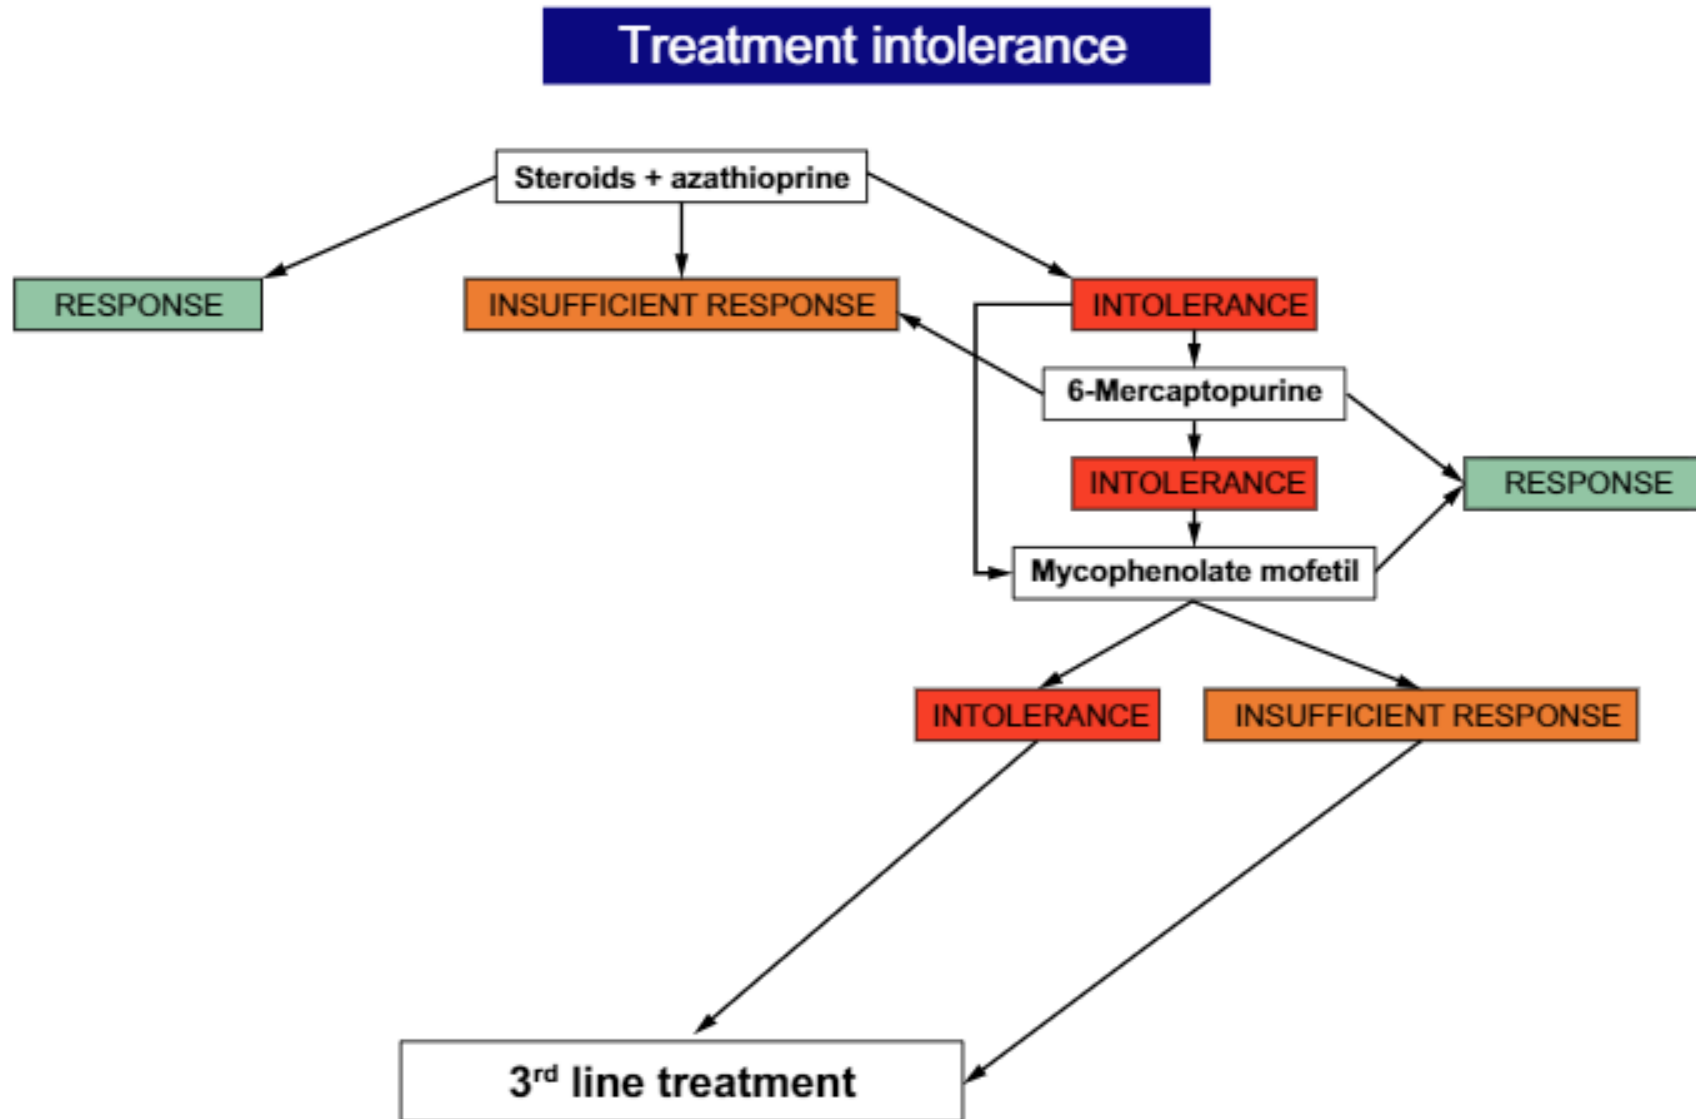 Treatment intolerance
Steroids + azathioprine
RESPONSE
INSUFFICIENT RESPONSE
INTOLERANCE
6-Mercaptopurine
INTOLERANCE
RESPONSE
Mycophenolate mofetil
INTOLERANCE
INSUFFICIENT RESPONSE
3rd line treatment